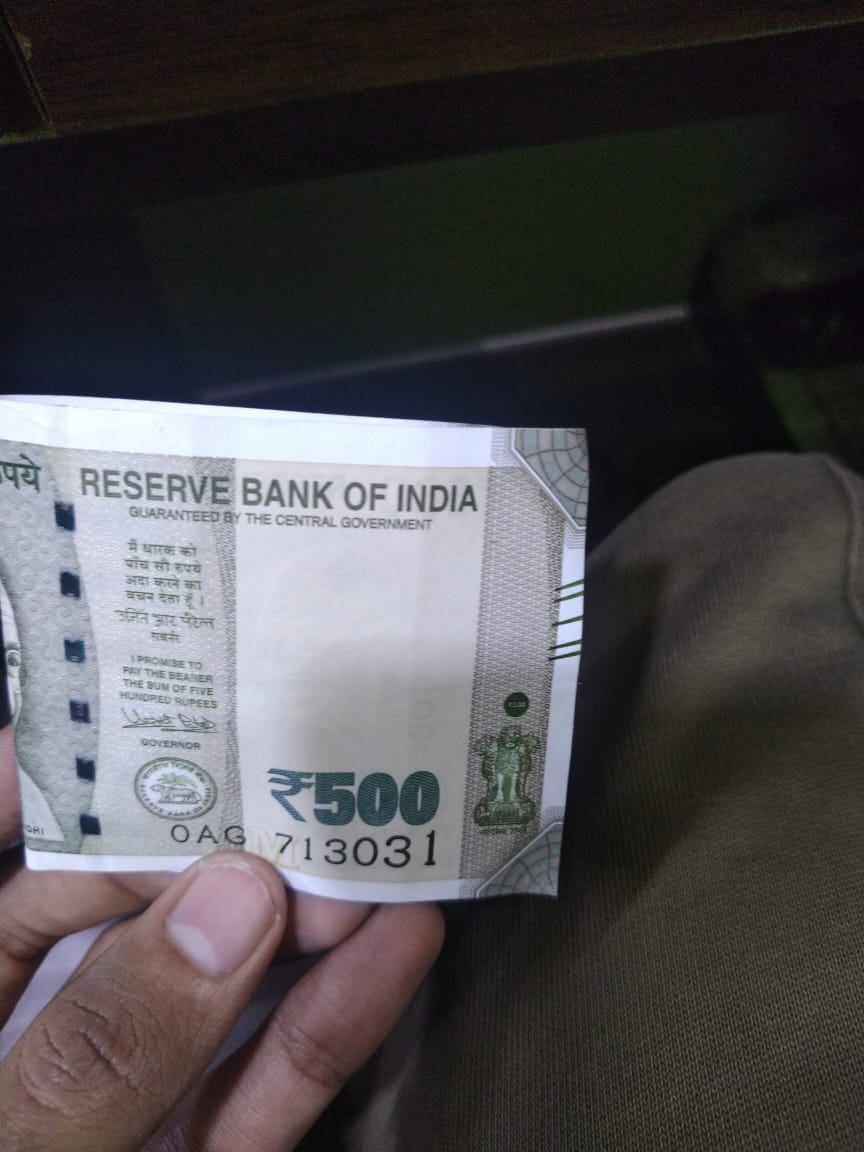 रुपये
RESERVE BANK OF INDIA
GUARANTEED BY THE CENTRAL GOVERNMENT
मैं धारक को
पाँच सौ रुपये
अदा करने का
वचन देता हूँ ।
गवर्नर
I PROMISE TO
PAY THE BEARER
THE SUM OF FIVE
HUNDRED RUPEES
GOVERNOR
₹500
0AG 713031